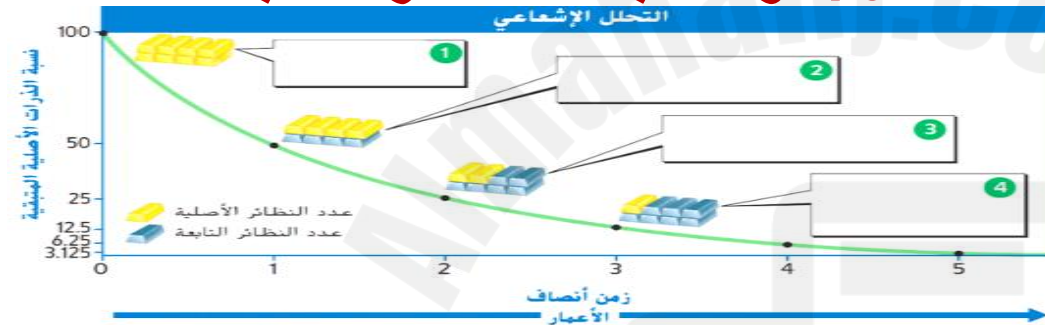 التحلل الإشعاعي
نسبة الذرات الأصلية المتبقية
100
50
25
12.5
6.25
3.125
1
2
3
4
عدد النظائر الأصلية
عدد النظائر التابعة
0 1 2 3 4 5
زمن أنصاف
الأعمار